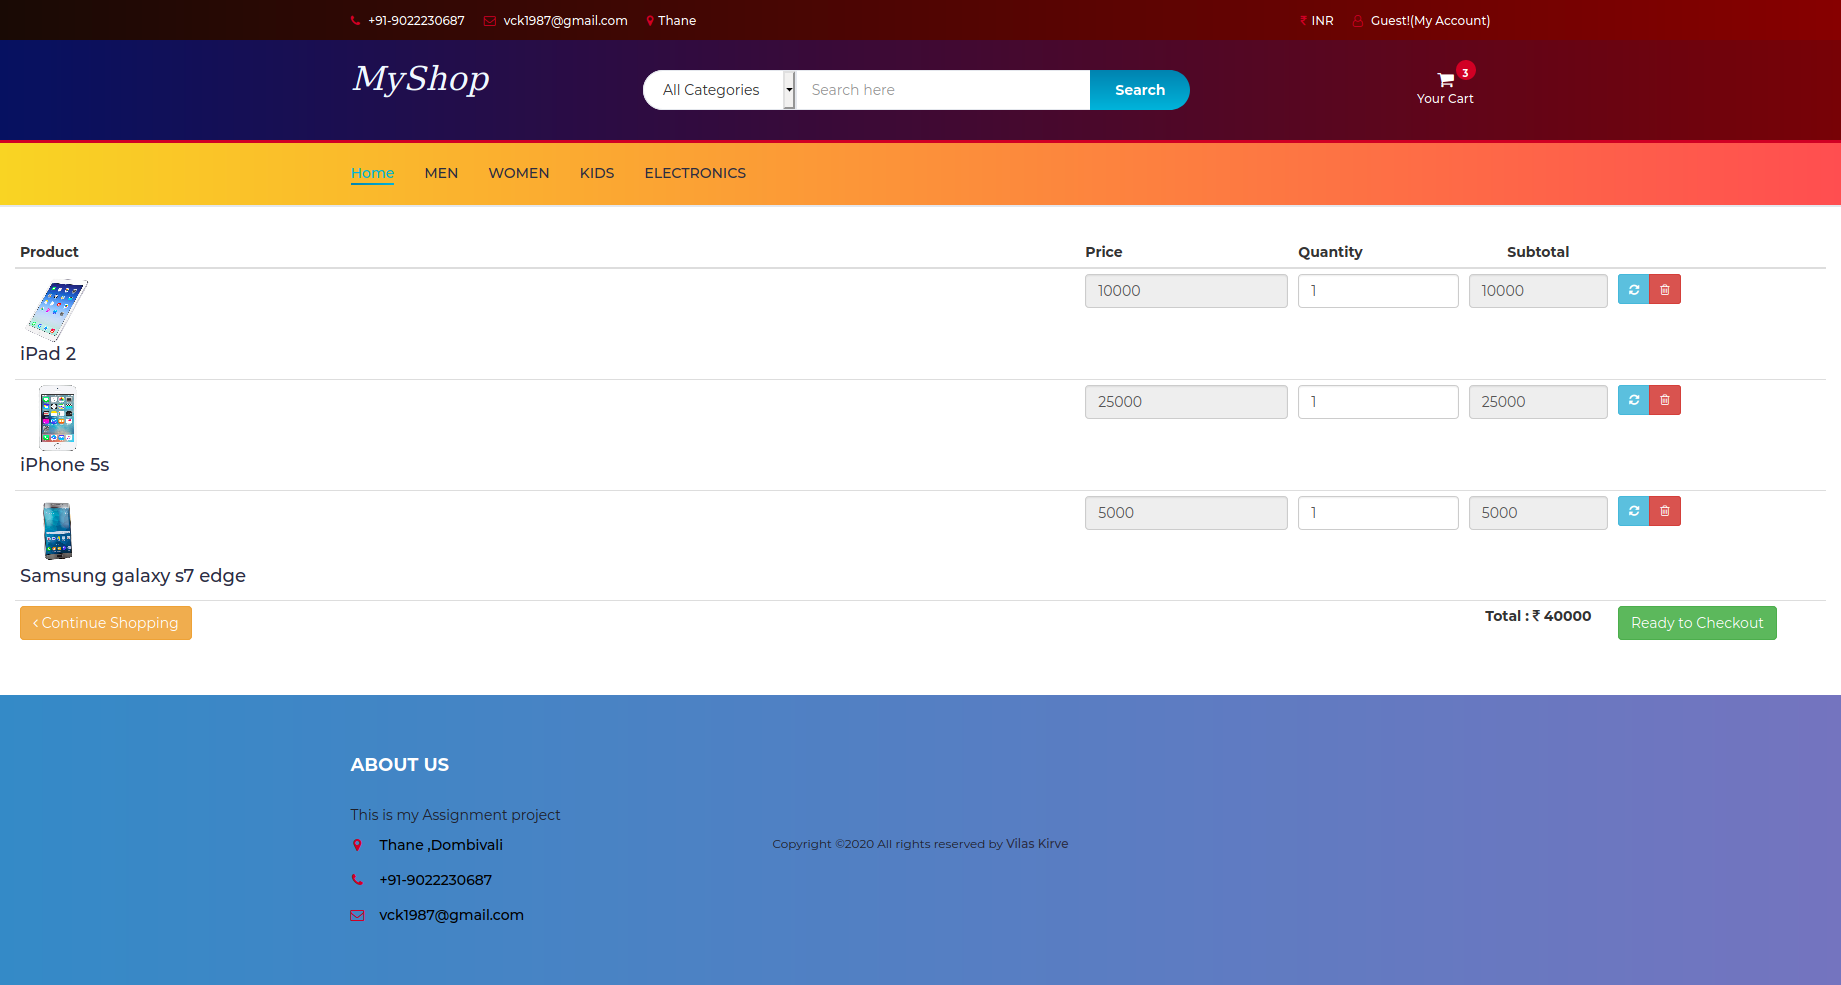 +91-9022230687 vck1987@gmail.com Thane ₹ INR Guest!(My Account)
MyShop All Categories Search here Search 3
Your Cart
Home MEN WOMEN KIDS ELECTRONICS
Product Price Quantity Subtotal
10000 1 10000
iPad 2
25000 1 25000
iPhone 5s
5000 1 5000
Samsung galaxy s7 edge
Continue Shopping Total : ₹ 40000 Ready to Checkout
ABOUT US
This is my Assignment project
Thane ,Dombivali
Copyright ©2020 All rights reserved by Vilas Kirve
+91-9022230687
vck1987@gmail.com